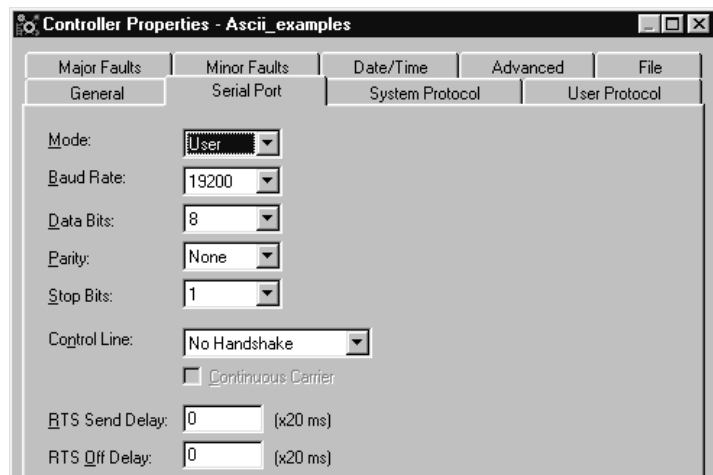 Controller Properties - Ascii_examples
Major Faults Minor Faults Date/Time Advanced File
General Serial Port System Protocol User Protocol
Mode: User
Baud Rate: 19200
Data Bits: 8
Parity: None
Stop Bits: 1
Control Line: No Handshake
Continuous Carrier
RTS Send Delay: 0 (x20 ms)
RTS Off Delay: 0 (x20 ms)